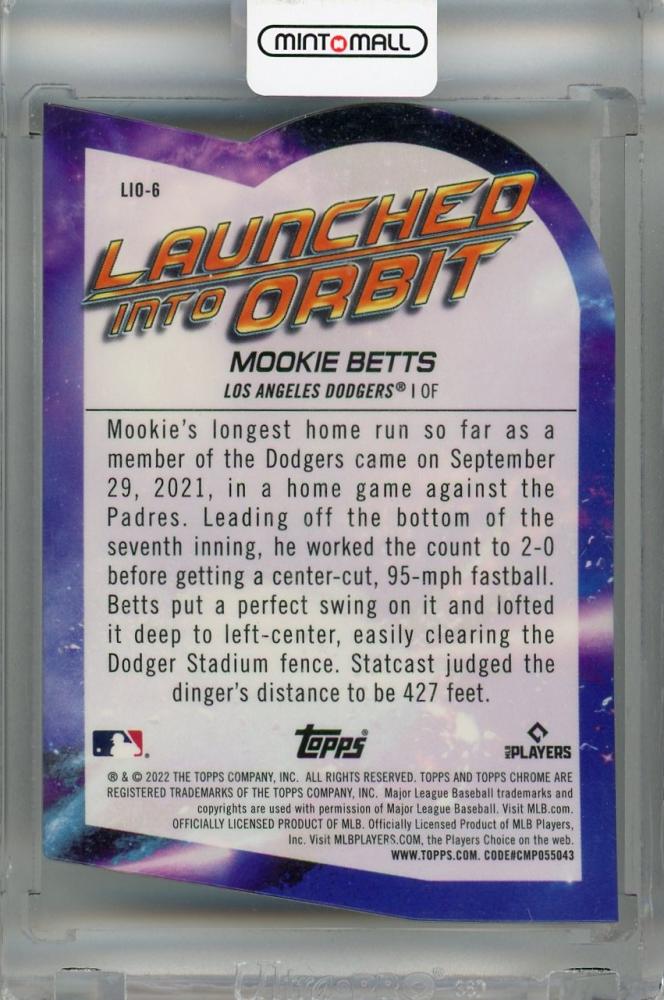 MINT MALL
LIO-6
LAUNCHED
INTO ORBIT
MOOKIE BETTS
LOS ANGELES DODGERS® | OF
Mookie's longest home run so far as a
member of the Dodgers came on September
29, 2021, in a home game against the
Padres. Leading off the bottom of the
seventh inning, he worked the count to 2-0
before getting a center-cut, 95-mph fastball.
Betts put a perfect swing on it and lofted
it deep to left-center, easily clearing the
Dodger Stadium fence. Statcast judged the
dinger's distance to be 427 feet.
® topps® MLB PLAYERS
® & © 2022 THE TOPPS COMPANY, INC. ALL RIGHTS RESERVED. TOPPS AND TOPPS CHROME ARE
REGISTERED TRADEMARKS OF THE TOPPS COMPANY, INC. Major League Baseball trademarks and
copyrights are used with permission of Major League Baseball. Visit MLB.com.
OFFICIALLY LICENSED PRODUCT OF MLB. Officially Licensed Product of MLB Players,
Inc. Visit MLBPLAYERS.COM, the Players Choice on the web.
WWW.TOPPS.COM. CODE#CMP055043
Ultra PRO®